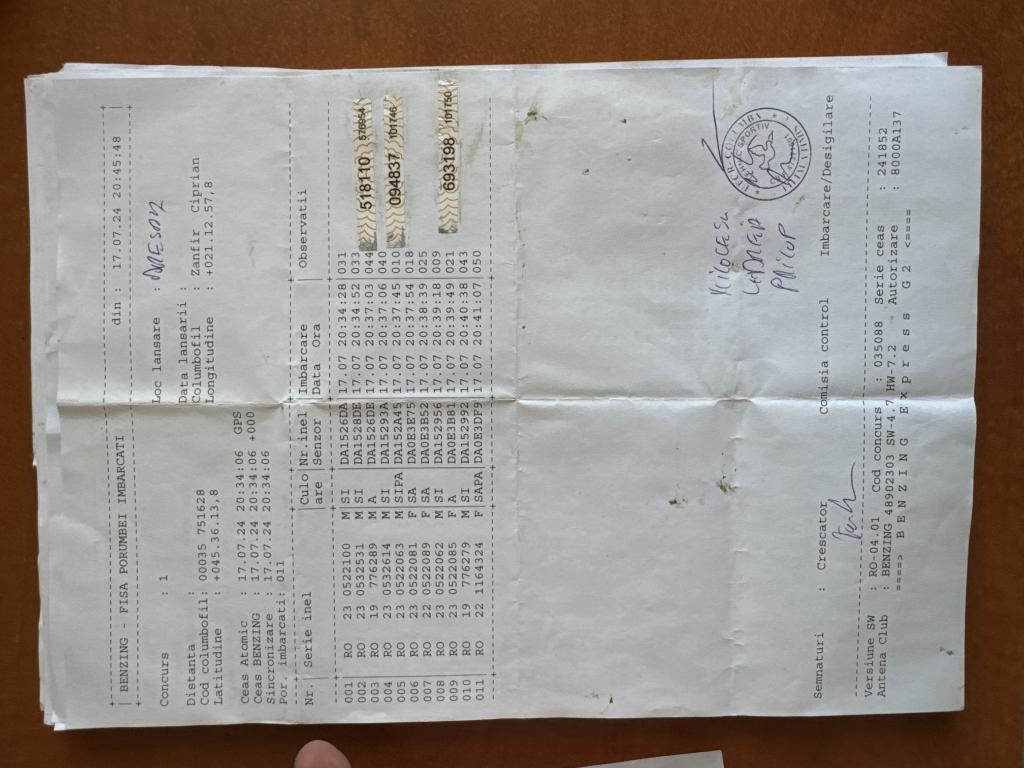 BENZING - FISA PORUMBEI IMBARCATI din : 17.07.24 20:45:48
Concurs : 1 Loc lansare :
Data lansarii :
Distanta :
Cod columbofil: 00035 751628 Columbofil : Zanfir Ciprian
Latitudine : +045.36.13,8 Longitudine : +021.12.57,8
Ceas Atomic : 17.07.24 20:34:06 GPS
Ceas BENZING : 17.07.24 20:34:06 +000
Sincronizare : 17.07.24 20:34:06
Por. imbarcati: 011
Nr. | Serie inel | Culo | Nr.inel | Imbarcare | Observatii
are | Senzor | Data Ora
001 RO 23 0522100 M SI DA1526DA 17.07 20:34:28 031
002 RO 23 0532531 M SI DA1528DE 17.07 20:34:52 033
003 RO 19 776289 M A DA1526DE 17.07 20:37:03 044 518110 576954
004 RO 23 0532614 M SI DA15293A 17.07 20:37:06 040
005 RO 23 0522063 M SIPA DA152A45 17.07 20:37:45 010 094837 101744
006 RO 23 0522081 F SA DA0E3E75 17.07 20:37:54 018
007 RO 22 0522089 F SA DA0E3B52 17.07 20:38:39 025
008 RO 23 0522062 M SI DA152956 17.07 20:39:18 009
009 RO 23 0522085 F A DA0E3B81 17.07 20:39:49 021 693198 101750
010 RO 19 776279 M SI DA152992 17.07 20:40:38 043
011 RO 22 1164324 F SAPA DA0E3DF9 17.07 20:41:07 050
Semnaturi : Crescator Comisia control Imbarcare/Desigilare
Versiune SW : RO-04.01 Cod concurs : 035088 Serie ceas : 241852
Antena Club : BENZING 48902303 SW-4.7 HW-7.2 Autorizare : 8000A137
====> B E N Z I N G E x p r e s s G 2 <====